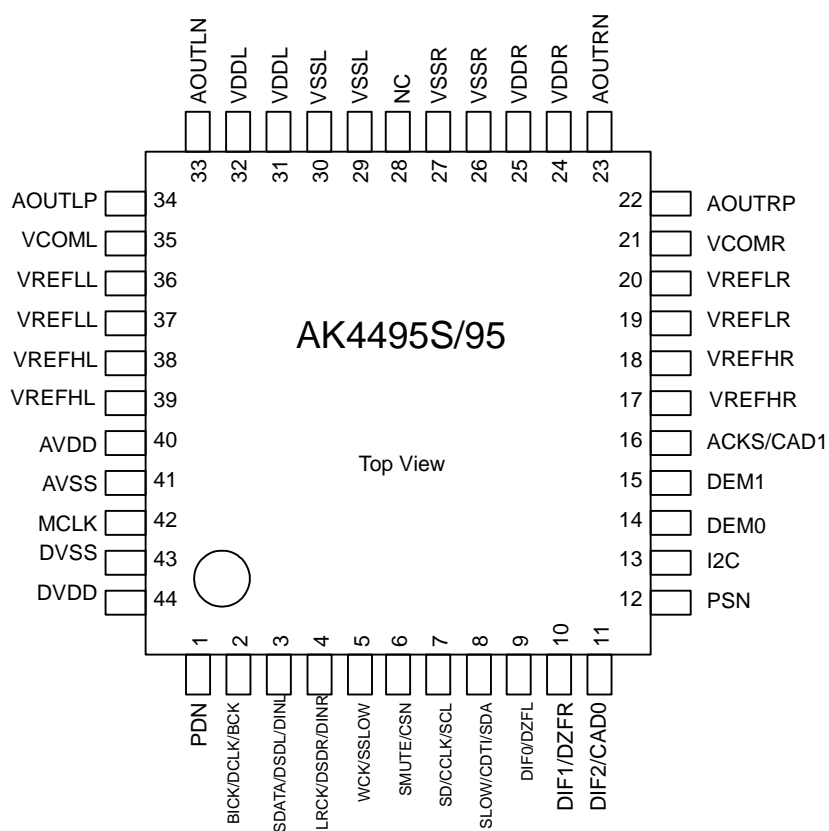 AOUTLN
VDDL
VDDL
VSSL
VSSL
NC
VSSR
VSSR
VDDR
VDDR
AOUTRN
33
32
31
30
29
28
27
26
25
24
23
AOUTLP 34
VCOML 35
VREFLL 36
VREFLL 37
VREFHL 38
VREFHL 39
AVDD 40
AVSS 41
MCLK 42
DVSS 43
DVDD 44
AK4495S/95
Top View
22 AOUTRP
21 VCOMR
20 VREFLR
19 VREFLR
18 VREFHR
17 VREFHR
16 ACKS/CAD1
15 DEM1
14 DEM0
13 I2C
12 PSN
1
2
3
4
5
6
7
8
9
10
11
PDN
BICK/DCLK/BCK
SDATA/DSDL/DINL
LRCK/DSDR/DINR
WCK/SSLOW
SMUTE/CSN
SD/CCLK/SCL
SLOW/CDTI/SDA
DIF0/DZFL
DIF1/DZFR
DIF2/CAD0